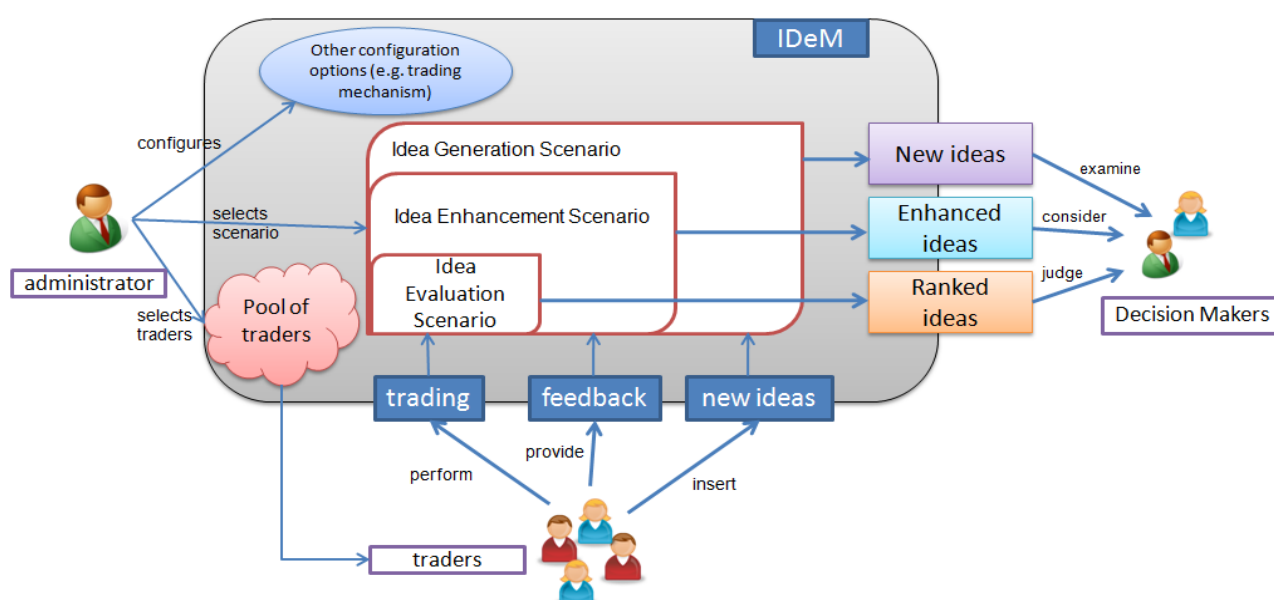 IDeM
Other configuration
options (e.g. trading
mechanism)
configures
Idea Generation Scenario
New ideas
examine
selects
scenario
Idea Enhancement Scenario
Enhanced
ideas
consider
administrator
Idea
Evaluation
Scenario
Ranked
ideas
judge
Decision Makers
selects
traders
Pool of
traders
trading
feedback
new ideas
perform
provide
insert
traders